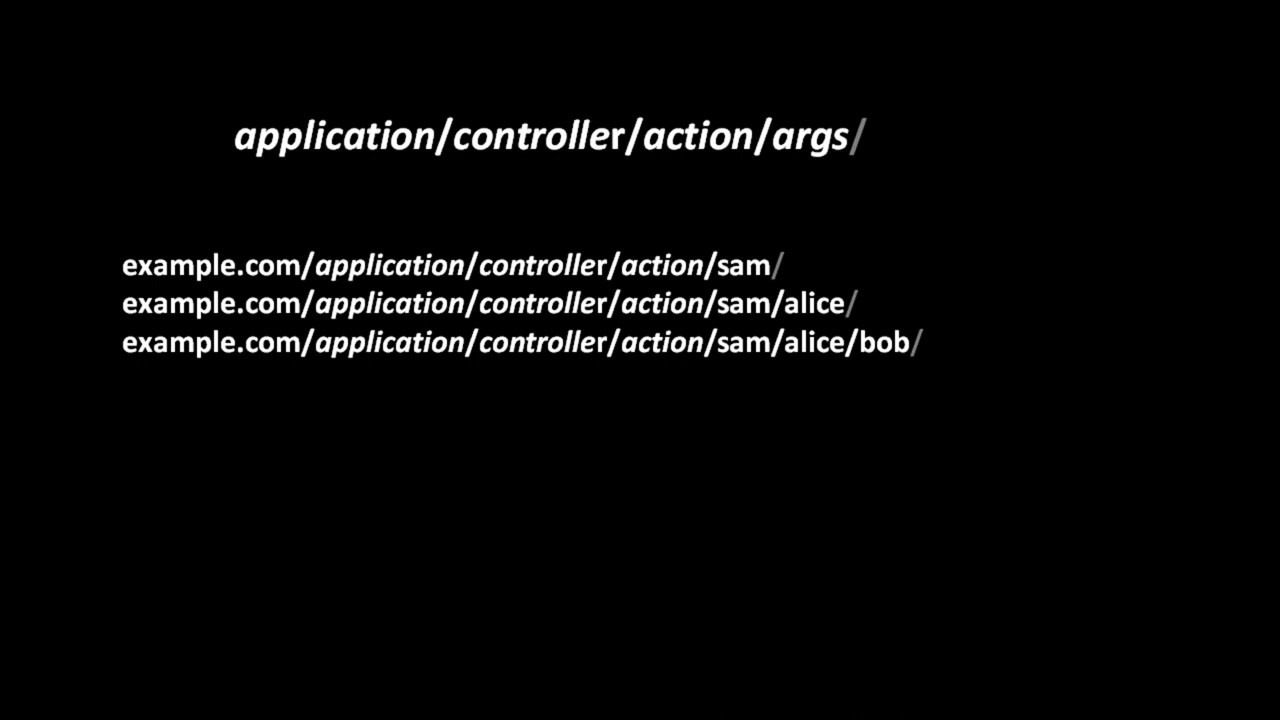 application/controller/action/args/
example.com/application/controller/action/sam/
example.com/application/controller/action/sam/alice/
example.com/application/controller/action/sam/alice/bob/